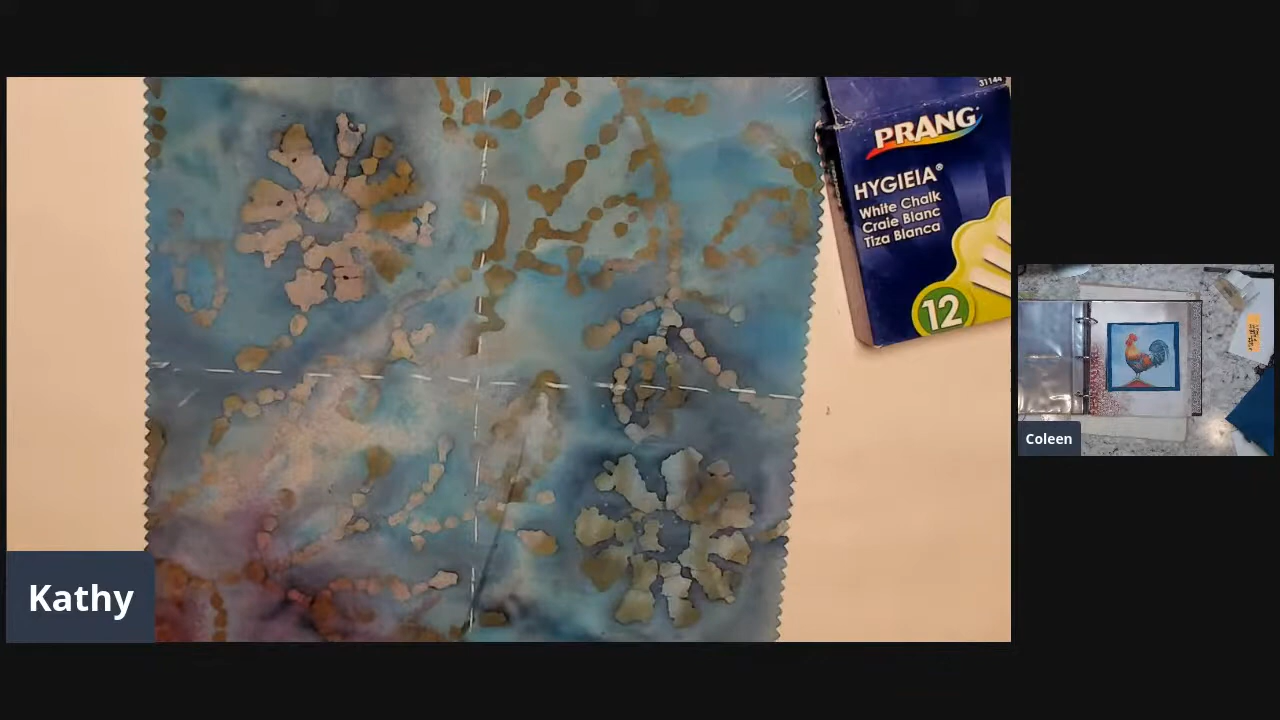 31144
PRANG
HYGIEIA®
White Chalk
Craie Blanc
Tiza Blanca
12
Kathy
Coleen